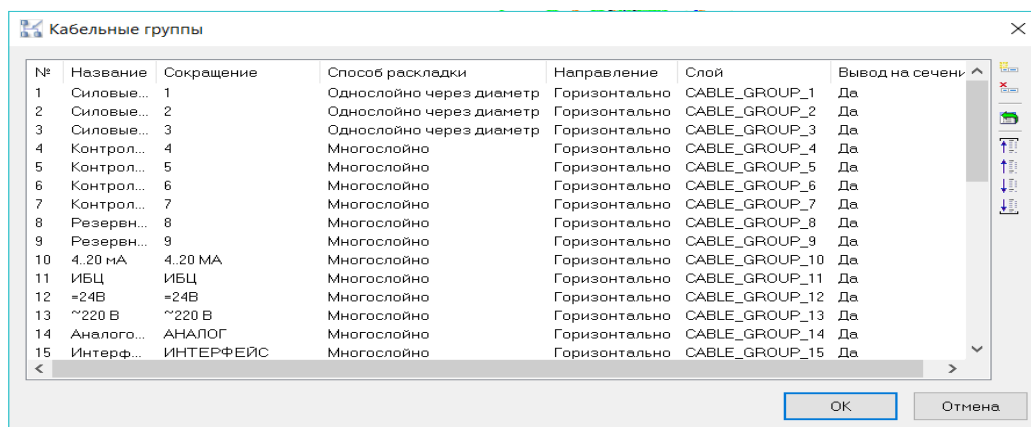 Кабельные группы
№ Название Сокращение Способ раскладки Направление Слой Вывод на сечени
1 Силовые... 1 Однослойно через диаметр Горизонтально CABLE_GROUP_1 Да
2 Силовые... 2 Однослойно через диаметр Горизонтально CABLE_GROUP_2 Да
3 Силовые... 3 Однослойно через диаметр Горизонтально CABLE_GROUP_3 Да
4 Контрол... 4 Многослойно Горизонтально CABLE_GROUP_4 Да
5 Контрол... 5 Многослойно Горизонтально CABLE_GROUP_5 Да
6 Контрол... 6 Многослойно Горизонтально CABLE_GROUP_6 Да
7 Контрол... 7 Многослойно Горизонтально CABLE_GROUP_7 Да
8 Резервн... 8 Многослойно Горизонтально CABLE_GROUP_8 Да
9 Резервн... 9 Многослойно Горизонтально CABLE_GROUP_9 Да
10 4..20 мА 4..20 МА Многослойно Горизонтально CABLE_GROUP_10 Да
11 ИБЦ ИБЦ Многослойно Горизонтально CABLE_GROUP_11 Да
12 =24В =24В Многослойно Горизонтально CABLE_GROUP_12 Да
13 ~220 В ~220 В Многослойно Горизонтально CABLE_GROUP_13 Да
14 Аналого... АНАЛОГ Многослойно Горизонтально CABLE_GROUP_14 Да
15 Интерф... ИНТЕРФЕЙС Многослойно Горизонтально CABLE_GROUP_15 Да
OK Отмена